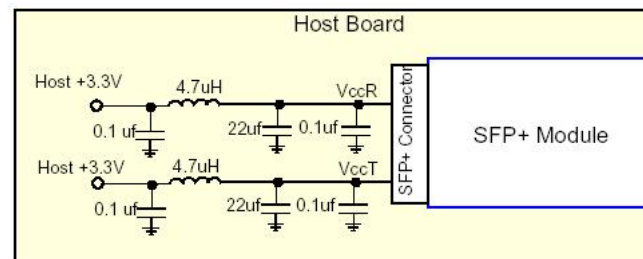 Host Board
Host +3.3V
4.7uH
VccR
0.1 uf
22uf
0.1uf
Host +3.3V
4.7uH
VccT
0.1 uf
22uf
0.1uf
SFP+ Connector
SFP+ Module